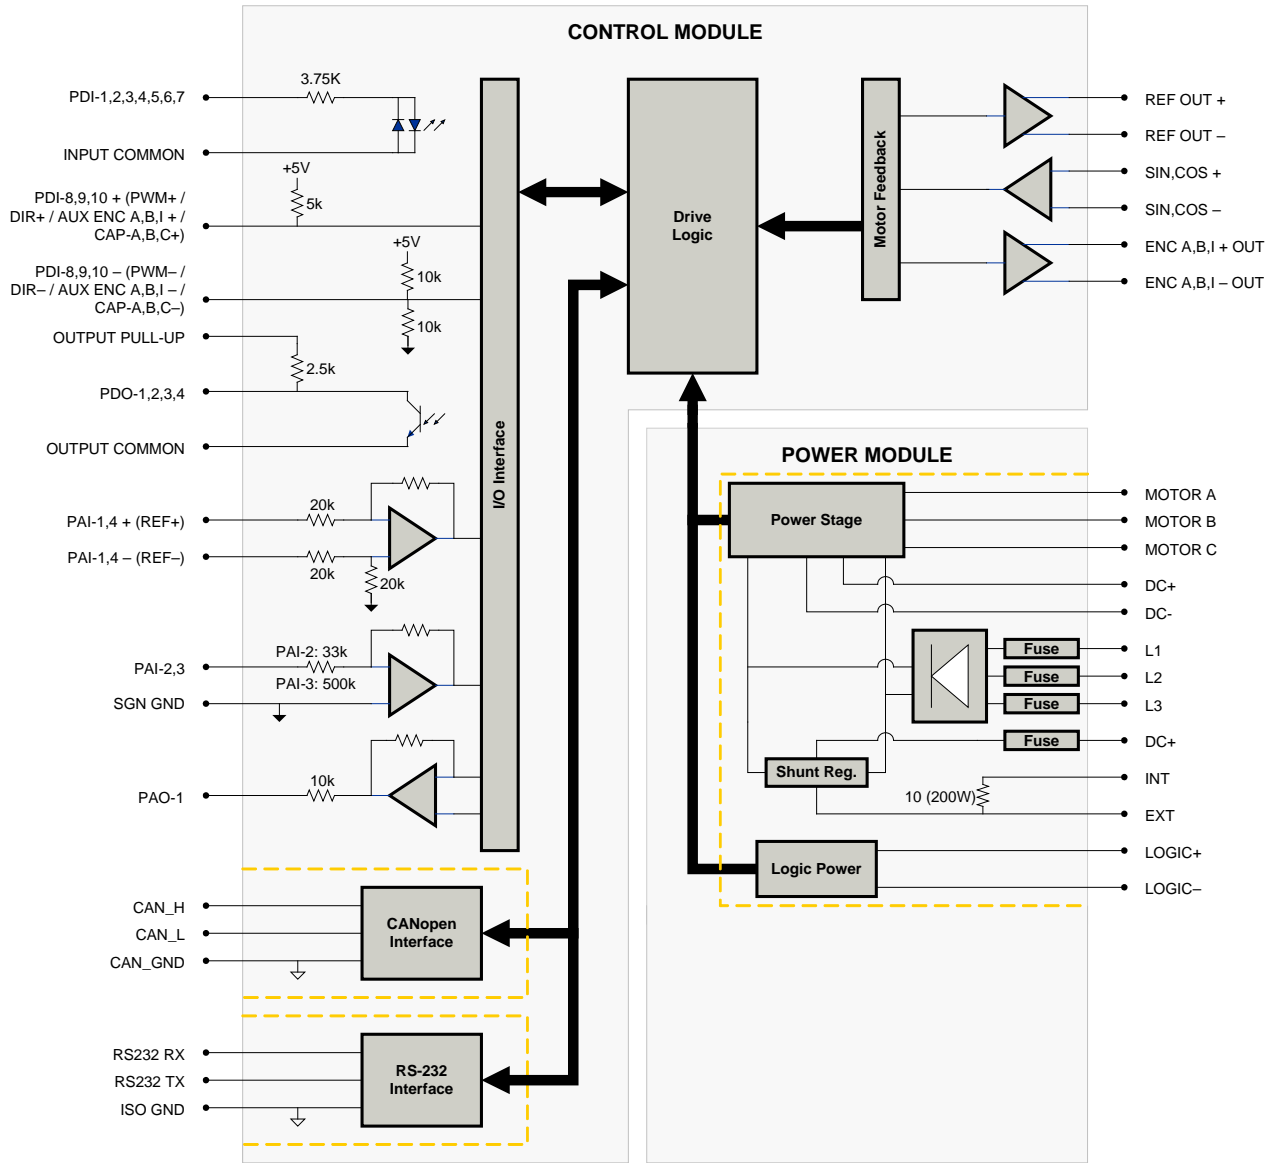 CONTROL MODULE
PDI-1,2,3,4,5,6,7
3.75K
INPUT COMMON
+5V
5k
PDI-8,9,10 + (PWM+ /
DIR+ / AUX ENC A,B,I + /
CAP-A,B,C+)
+5V
10k
PDI-8,9,10 – (PWM– /
DIR– / AUX ENC A,B,I – /
CAP-A,B,C–)
10k
OUTPUT PULL-UP
2.5k
PDO-1,2,3,4
OUTPUT COMMON
20k
PAI-1,4 + (REF+)
PAI-1,4 – (REF–)
20k
20k
PAI-2: 33k
PAI-2,3
PAI-3: 500k
SGN GND
10k
PAO-1
I/O Interface
Drive
Logic
Motor Feedback
REF OUT +
REF OUT –
SIN,COS +
SIN,COS –
ENC A,B,I + OUT
ENC A,B,I – OUT
CAN_H
CAN_L
CAN_GND
CANopen
Interface
RS232 RX
RS232 TX
ISO GND
RS-232
Interface
POWER MODULE
Power Stage
MOTOR A
MOTOR B
MOTOR C
DC+
DC-
Fuse
L1
Fuse
L2
Fuse
L3
Fuse
DC+
Shunt Reg.
INT
10 (200W)
EXT
Logic Power
LOGIC+
LOGIC–